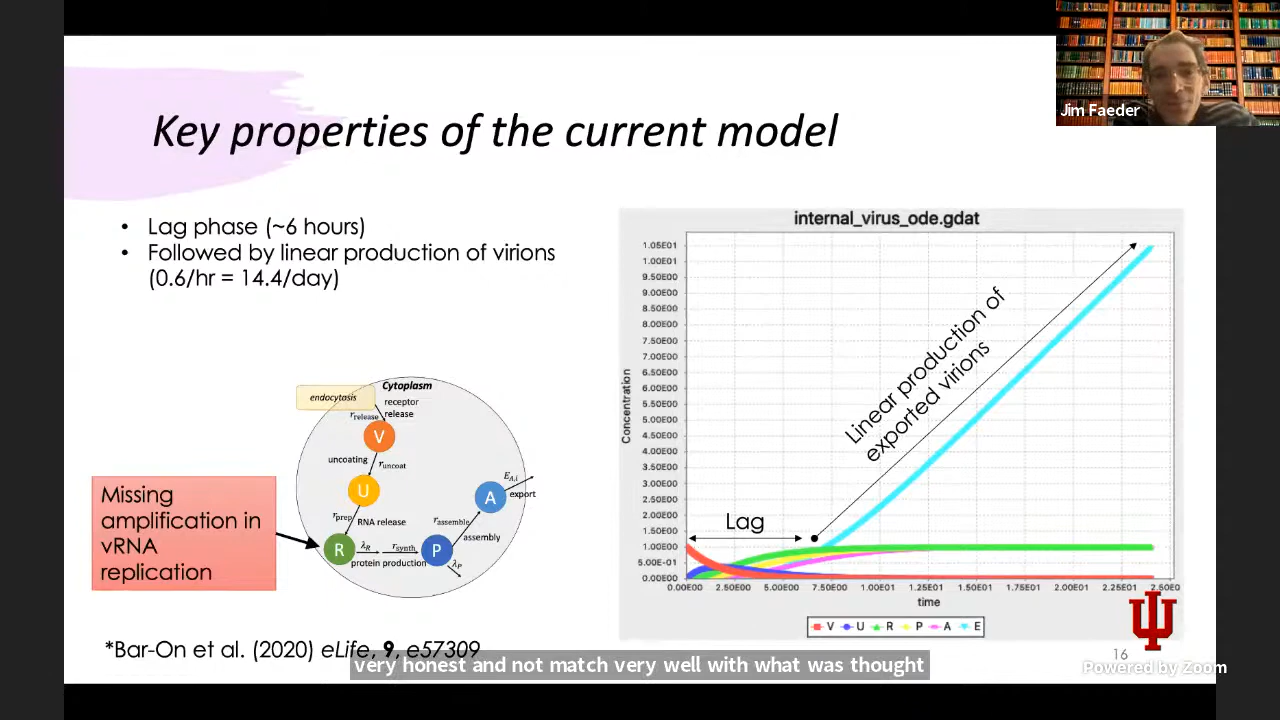 Jim Faeder
Key properties of the current model
• Lag phase (~6 hours)
• Followed by linear production of virions
(0.6/hr = 14.4/day)
Cytoplasm
endocytosis
receptor
release
r_release
V
uncoating
r_uncoat
U
r_prep
RNA release
R
λ_R
r_synth
protein production
P
λ_P
r_assemble
assembly
A
E_A,i
export
Missing
amplification in
vRNA
replication
internal_virus_ode.gdat
Concentration
1.05E01
1.00E01
9.50E00
9.00E00
8.50E00
8.00E00
7.50E00
7.00E00
6.50E00
6.00E00
5.50E00
5.00E00
4.50E00
4.00E00
3.50E00
3.00E00
2.50E00
2.00E00
1.50E00
1.00E00
5.00E-01
0.00E00
Linear production of
exported virions
Lag
0.00E00 2.50E00 5.00E00 7.50E00 1.00E01 1.25E01 1.50E01 1.75E01 2.00E01 2.25E01 2.50E0
time
V U R P A E
*Bar-On et al. (2020) eLife, 9, e57309
very honest and not match very well with what was thought
16
Powered by Zoom